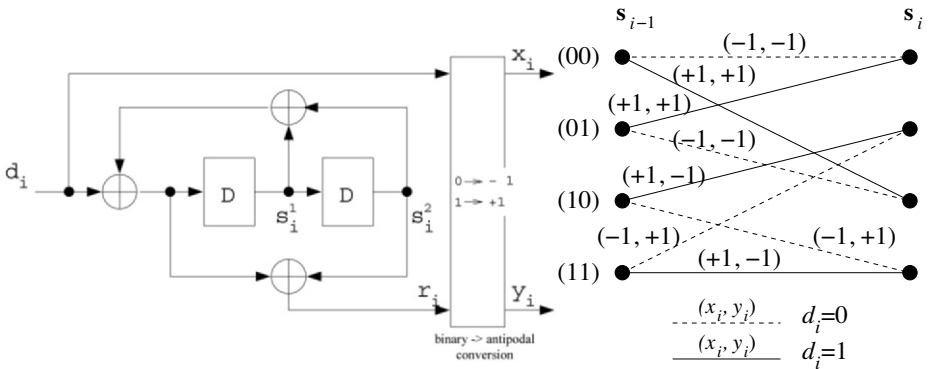 d_i
D
D
s_i^1
s_i^2
r_i
0→ - 1
1→ +1
x_i
y_i
binary -> antipodal
conversion
s_{i-1}
s_i
(00)
(01)
(10)
(11)
(-1, -1)
(+1, +1)
(+1, +1)
(-1, -1)
(+1, -1)
(-1, +1)
(-1, +1)
(+1, -1)
(x_i, y_i) d_i=0
(x_i, y_i) d_i=1